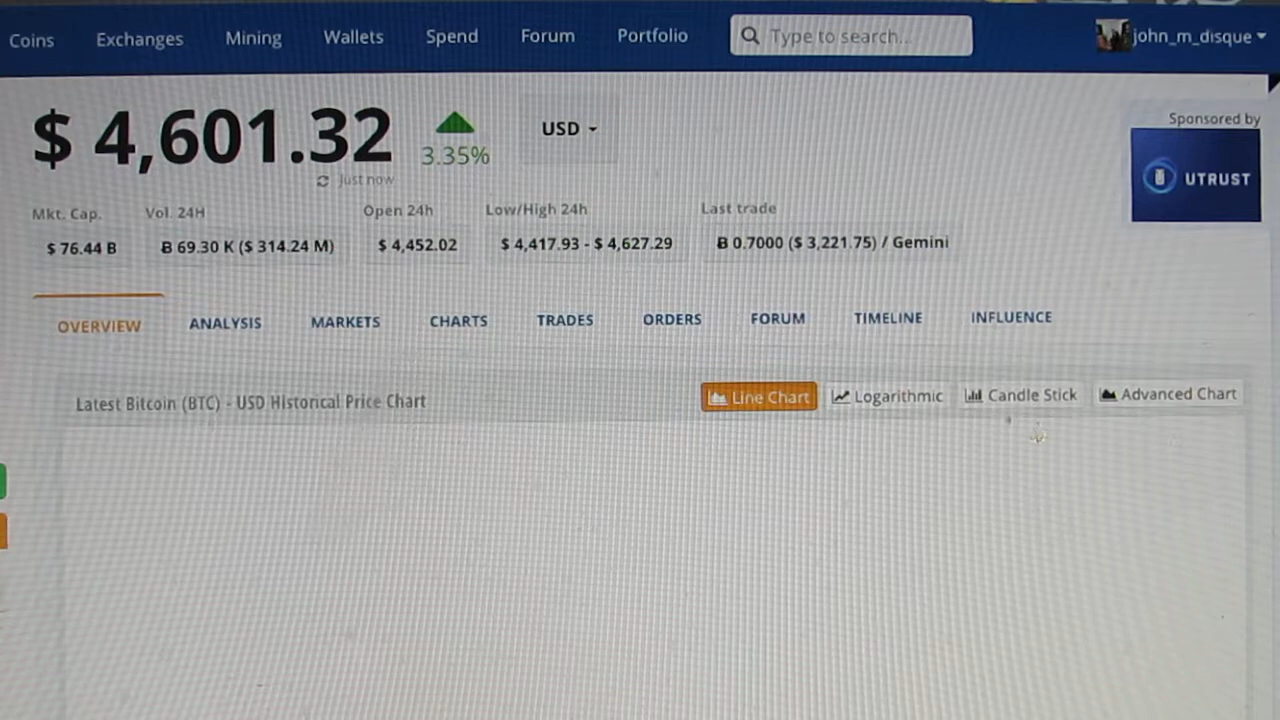 Coins Exchanges Mining Wallets Spend Forum Portfolio Type to search... john_m_disque
$ 4,601.32 3.35% USD
Just now
Sponsored by
UTRUST
Mkt. Cap. Vol. 24H Open 24h Low/High 24h Last trade
$ 76.44 B Ƀ 69.30 K ($ 314.24 M) $ 4,452.02 $ 4,417.93 - $ 4,627.29 Ƀ 0.7000 ($ 3,221.75) / Gemini
OVERVIEW ANALYSIS MARKETS CHARTS TRADES ORDERS FORUM TIMELINE INFLUENCE
Latest Bitcoin (BTC) - USD Historical Price Chart Line Chart Logarithmic Candle Stick Advanced Chart